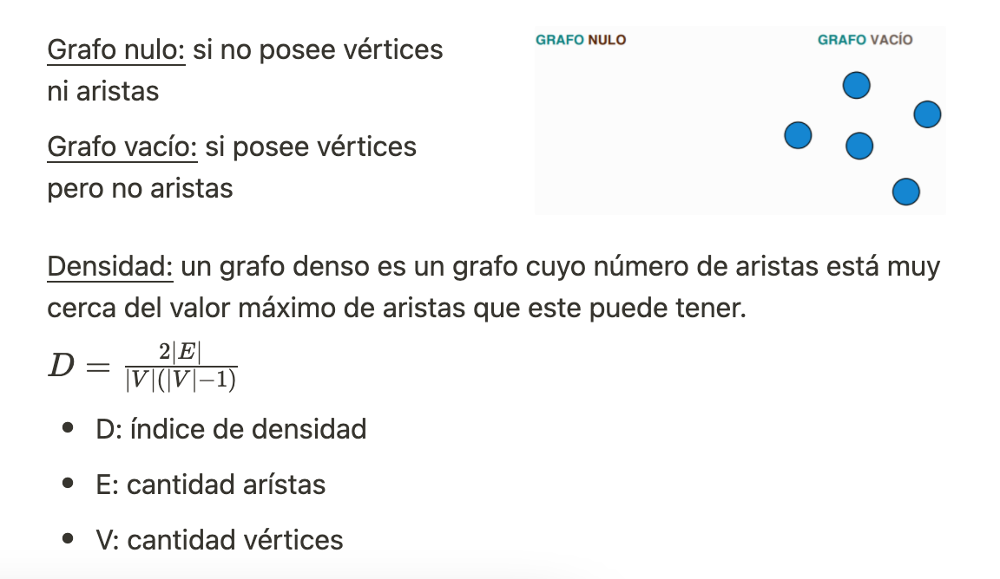 Grafo nulo: si no posee vértices
ni aristas
Grafo vacío: si posee vértices
pero no aristas
GRAFO NULO
GRAFO VACÍO
Densidad: un grafo denso es un grafo cuyo número de aristas está muy
cerca del valor máximo de aristas que este puede tener.
D = 2|E| / |V|(|V|−1)
• D: índice de densidad
• E: cantidad arístas
• V: cantidad vértices